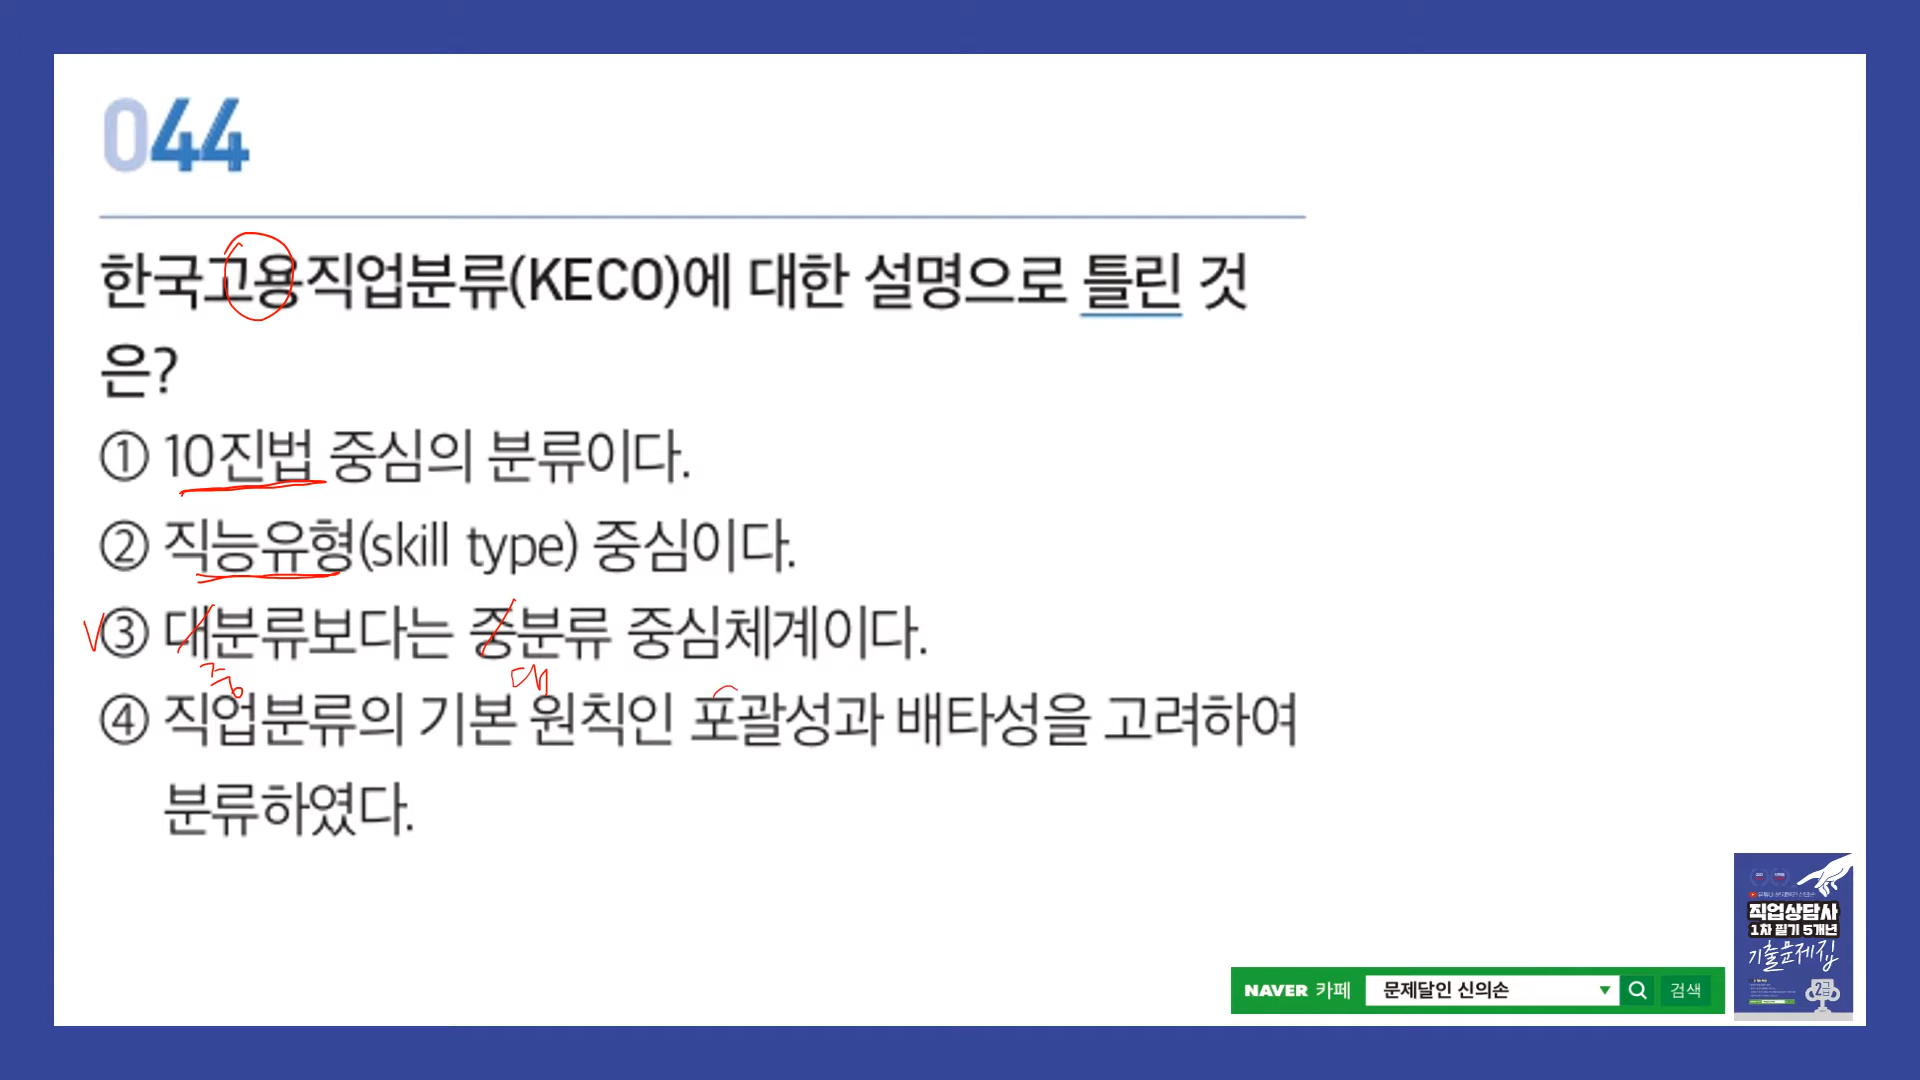 044
한국고용직업분류(KECO)에 대한 설명으로 틀린 것
은?
① 10진법 중심의 분류이다.
② 직능유형(skill type) 중심이다.
V③ 대분류보다는 중분류 중심체계이다.
중 대
④ 직업분류의 기본 원칙인 포괄성과 배타성을 고려하여
분류하였다.
직업상담사
1차 필기 5개년
기출문제집
2급
NAVER 카페 문제달인 신의손 검색